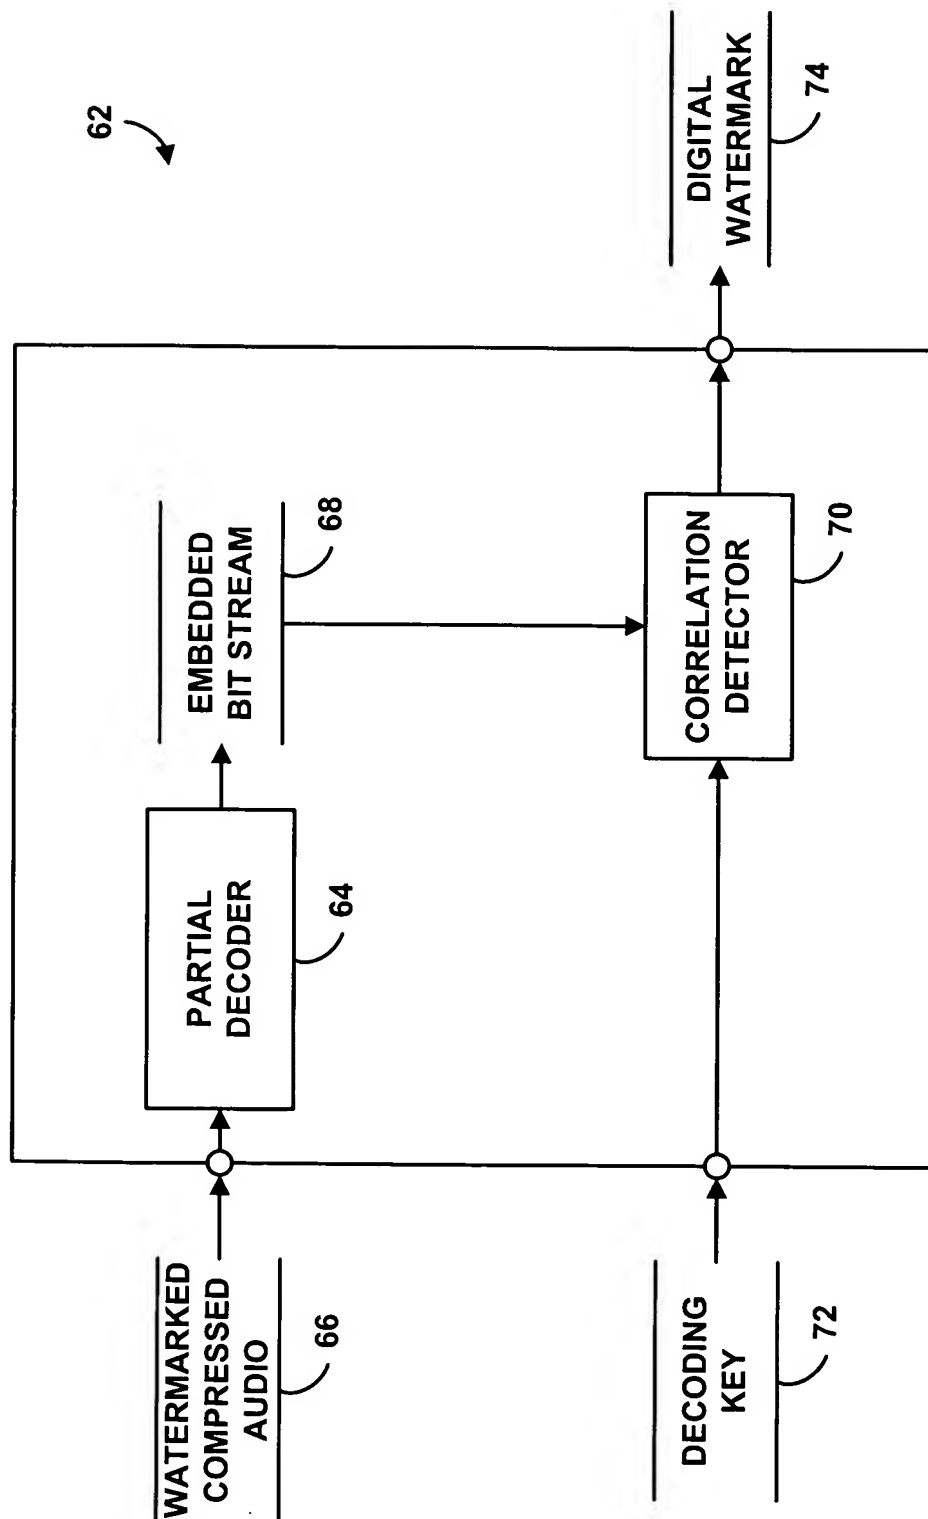 62
WATERMARKED
COMPRESSED
AUDIO
66
PARTIAL
DECODER
64
EMBEDDED
BIT STREAM
68
DECODING
KEY
72
CORRELATION
DETECTOR
70
DIGITAL
WATERMARK
74